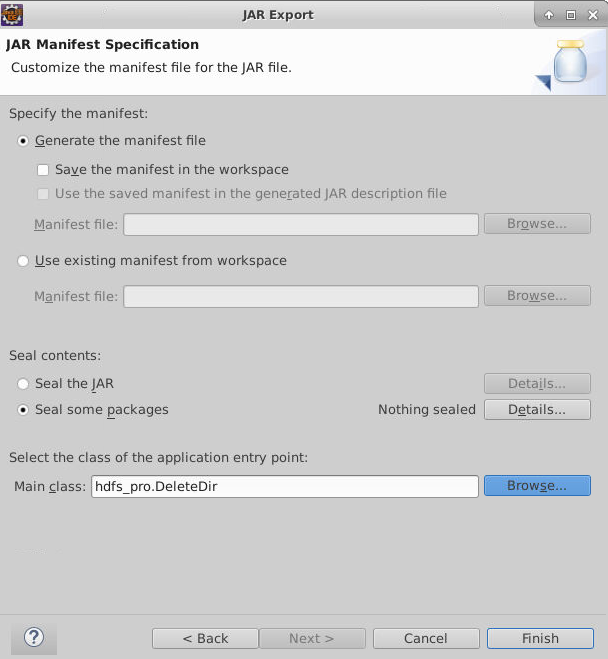 JAR Export
JAR Manifest Specification
Customize the manifest file for the JAR file.
Specify the manifest:
Generate the manifest file
Save the manifest in the workspace
Use the saved manifest in the generated JAR description file
Manifest file: Browse...
Use existing manifest from workspace
Manifest file: Browse...
Seal contents:
Seal the JAR Details...
Seal some packages Nothing sealed Details...
Select the class of the application entry point:
Main class: hdfs_pro.DeleteDir Browse...
? < Back Next > Cancel Finish